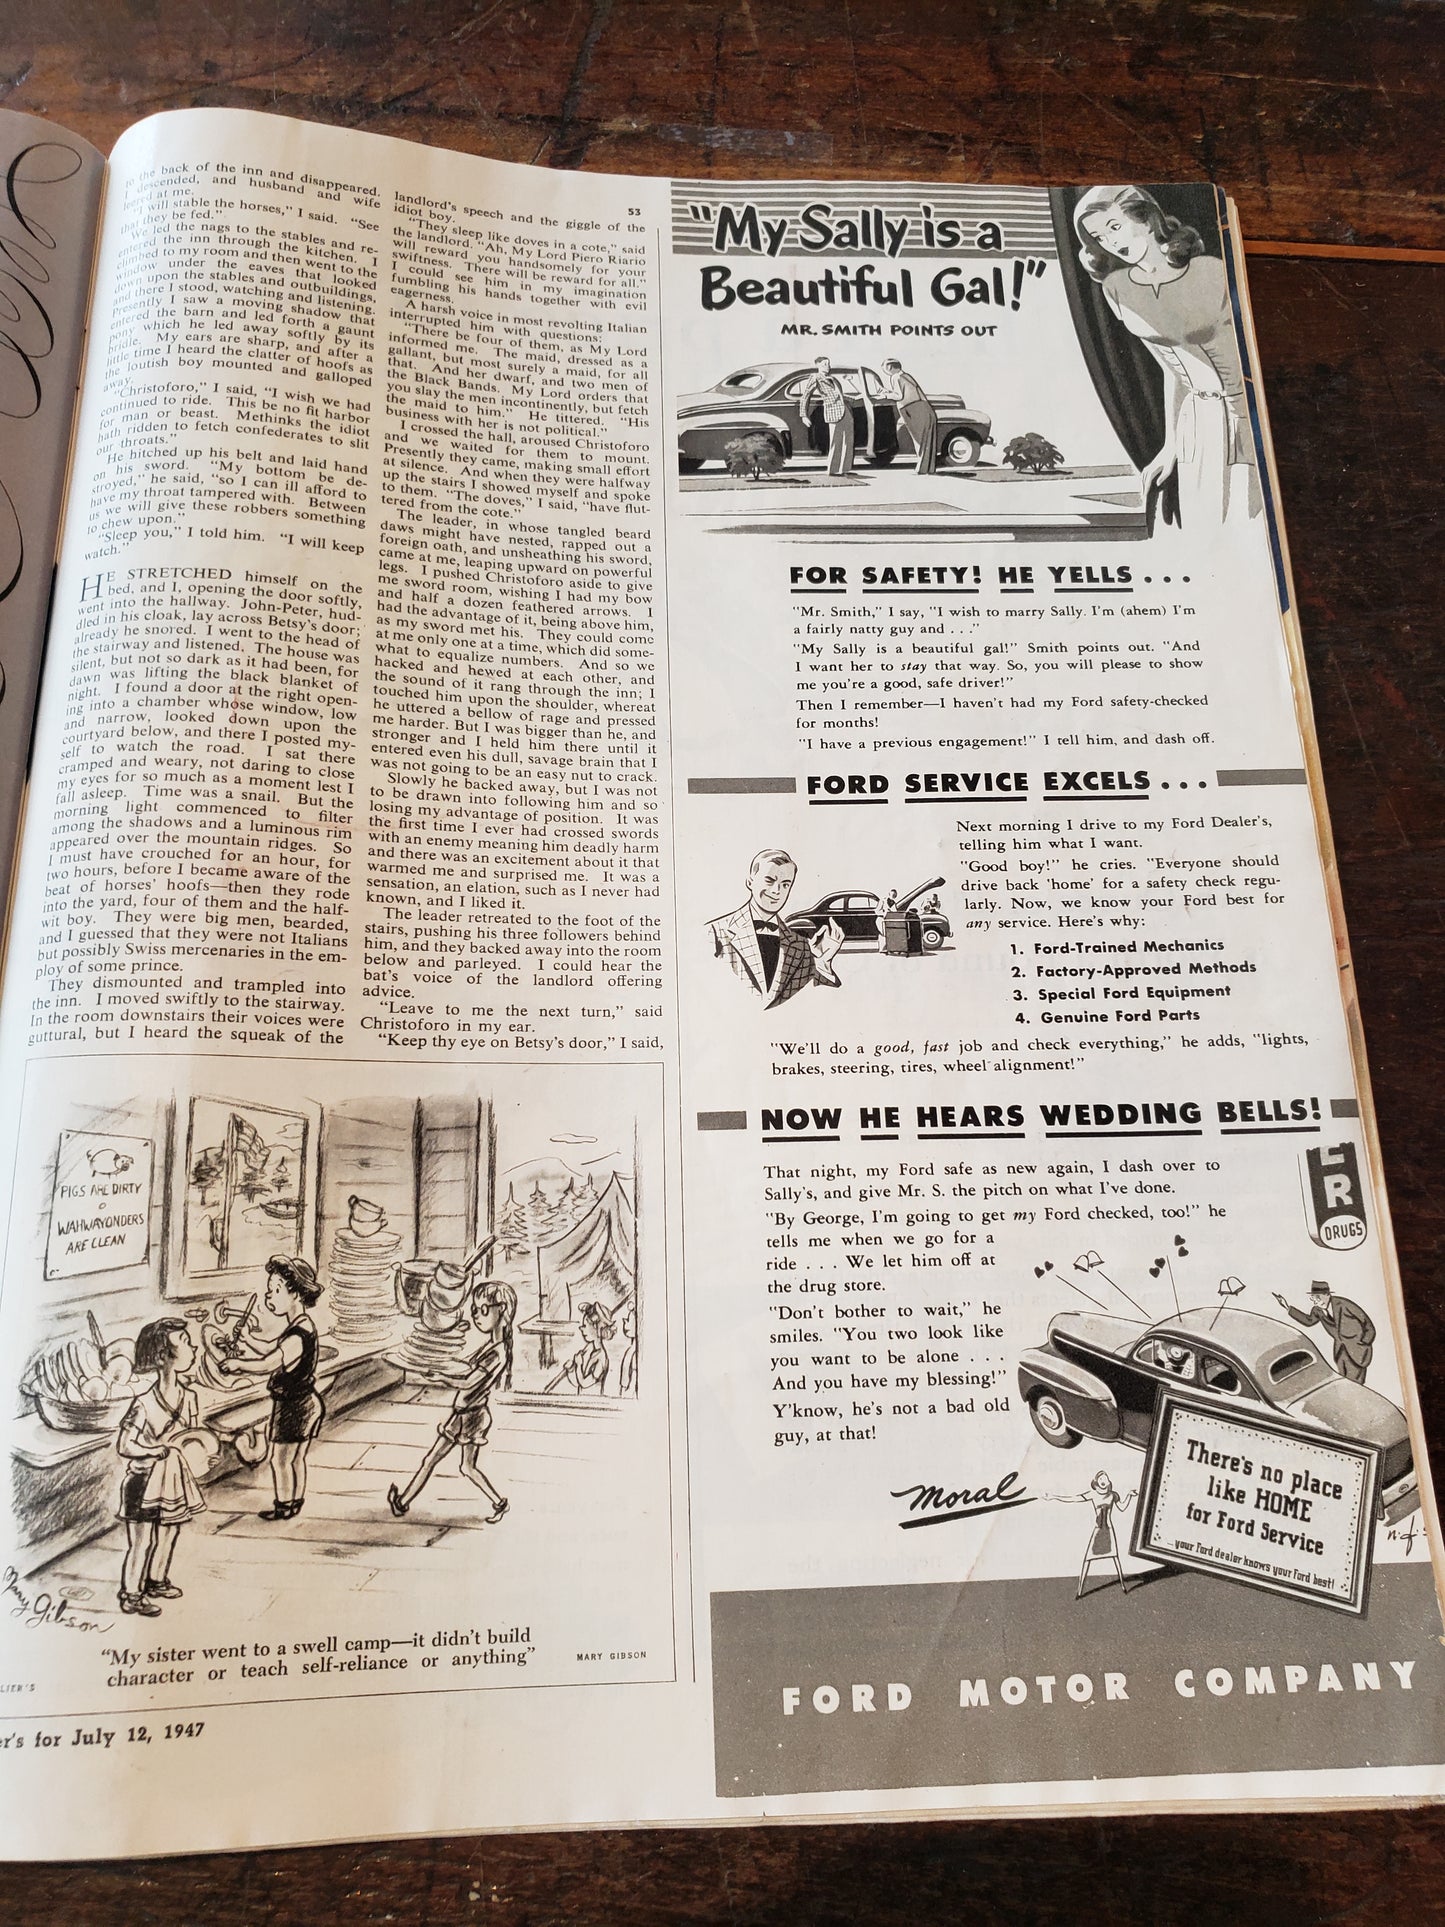 to the back of the inn and disappeared.
I descended, and husband and wife
leered at me.
"I will stable the horses," I said. "See
that they be fed."
We led the nags to the stables and re-
entered the inn through the kitchen. I
climbed to my room and then went to the
window under the eaves that looked
down upon the stables and outbuildings,
and there I stood, watching and listening.
Presently I saw a moving shadow that
entered the barn and led forth a gaunt
pony which he led away softly by its
bridle. My ears are sharp, and after a
little time I heard the clatter of hoofs as
the loutish boy mounted and galloped
away.
"Christoforo," I said, "I wish we had
continued to ride. This be no fit harbor
for man or beast. Methinks the idiot
hath ridden to fetch confederates to slit
our throats."
He hitched up his belt and laid hand
on his sword. "My bottom be de-
stroyed," he said, "so I can ill afford to
have my throat tampered with. Between
us we will give these robbers something
to chew upon."
"Sleep you," I told him. "I will keep
watch."
HE STRETCHED himself on the
bed, and I, opening the door softly,
went into the hallway. John-Peter, hud-
dled in his cloak, lay across Betsy's door;
already he snored. I went to the head of
the stairway and listened. The house was
silent, but not so dark as it had been, for
dawn was lifting the black blanket of
night. I found a door at the right open-
ing into a chamber whose window, low
and narrow, looked down upon the
courtyard below, and there I posted my-
self to watch the road. I sat there
cramped and weary, not daring to close
my eyes for so much as a moment lest I
fall asleep. Time was a snail. But the
morning light commenced to filter
among the shadows and a luminous rim
appeared over the mountain ridges. So
I must have crouched for an hour, for
two hours, before I became aware of the
beat of horses' hoofs—then they rode
into the yard, four of them and the half-
wit boy. They were big men, bearded,
and I guessed that they were not Italians
but possibly Swiss mercenaries in the em-
ploy of some prince.
They dismounted and trampled into
the inn. I moved swiftly to the stairway.
In the room downstairs their voices were
guttural, but I heard the squeak of the
53
landlord's speech and the giggle of the
idiot boy.
"They sleep like doves in a cote," said
the landlord. "Ah, My Lord Piero Riario
will reward you handsomely for your
swiftness. There will be reward for all."
I could see him in my imagination
fumbling his hands together with evil
eagerness.
A harsh voice in most revolting Italian
interrupted him with questions:
"There be four of them, as My Lord
informed me. The maid, dressed as a
gallant, but most surely a maid, for all
that. And her dwarf, and two men of
the Black Bands. My Lord orders that
you slay the men incontinently, but fetch
the maid to him." He tittered. "His
business with her is not political."
I crossed the hall, aroused Christoforo
and we waited for them to mount.
Presently they came, making small effort
at silence. And when they were halfway
up the stairs I showed myself and spoke
to them. "The doves," I said, "have flut-
tered from the cote."
The leader, in whose tangled beard
daws might have nested, rapped out a
foreign oath, and unsheathing his sword,
came at me, leaping upward on powerful
legs. I pushed Christoforo aside to give
me sword room, wishing I had my bow
and half a dozen feathered arrows. I
had the advantage of it, being above him,
as my sword met his. They could come
at me only one at a time, which did some-
what to equalize numbers. And so we
hacked and hewed at each other, and
the sound of it rang through the inn; I
touched him upon the shoulder, whereat
he uttered a bellow of rage and pressed
me harder. But I was bigger than he, and
stronger and I held him there until it
entered even his dull, savage brain that I
was not going to be an easy nut to crack.
Slowly he backed away, but I was not
to be drawn into following him and so
losing my advantage of position. It was
the first time I ever had crossed swords
with an enemy meaning him deadly harm
and there was an excitement about it that
warmed me and surprised me. It was a
sensation, an elation, such as I never had
known, and I liked it.
The leader retreated to the foot of the
stairs, pushing his three followers behind
him, and they backed away into the room
below and parleyed. I could hear the
bat's voice of the landlord offering
advice.
"Leave to me the next turn," said
Christoforo in my ear.
"Keep thy eye on Betsy's door," I said,
PIGS ARE DIRTY
WAHWAYONDERS
ARE CLEAN
Mary Gibson
"My sister went to a swell camp—it didn't build
character or teach self-reliance or anything"
MARY GIBSON
LIER'S
er's for July 12, 1947
"My Sally is a
Beautiful Gal!"
MR. SMITH POINTS OUT
FOR SAFETY! HE YELLS . . .
"Mr. Smith," I say, "I wish to marry Sally. I'm (ahem) I'm
a fairly natty guy and . . ."
"My Sally is a beautiful gal!" Smith points out. "And
I want her to stay that way. So, you will please to show
me you're a good, safe driver!"
Then I remember—I haven't had my Ford safety-checked
for months!
"I have a previous engagement!" I tell him, and dash off.
FORD SERVICE EXCELS . . .
Next morning I drive to my Ford Dealer's,
telling him what I want.
"Good boy!" he cries. "Everyone should
drive back 'home' for a safety check regu-
larly. Now, we know your Ford best for
any service. Here's why:
1. Ford-Trained Mechanics
2. Factory-Approved Methods
3. Special Ford Equipment
4. Genuine Ford Parts
"We'll do a good, fast job and check everything," he adds, "lights,
brakes, steering, tires, wheel alignment!"
NOW HE HEARS WEDDING BELLS!
That night, my Ford safe as new again, I dash over to
Sally's, and give Mr. S. the pitch on what I've done.
"By George, I'm going to get my Ford checked, too!" he
tells me when we go for a
ride . . . We let him off at
the drug store.
"Don't bother to wait," he
smiles. "You two look like
you want to be alone . . .
And you have my blessing!"
Y'know, he's not a bad old
guy, at that!
R
DRUGS
Moral
There's no place
like HOME
for Ford Service
...your Ford dealer knows your Ford best!
FORD MOTOR COMPANY